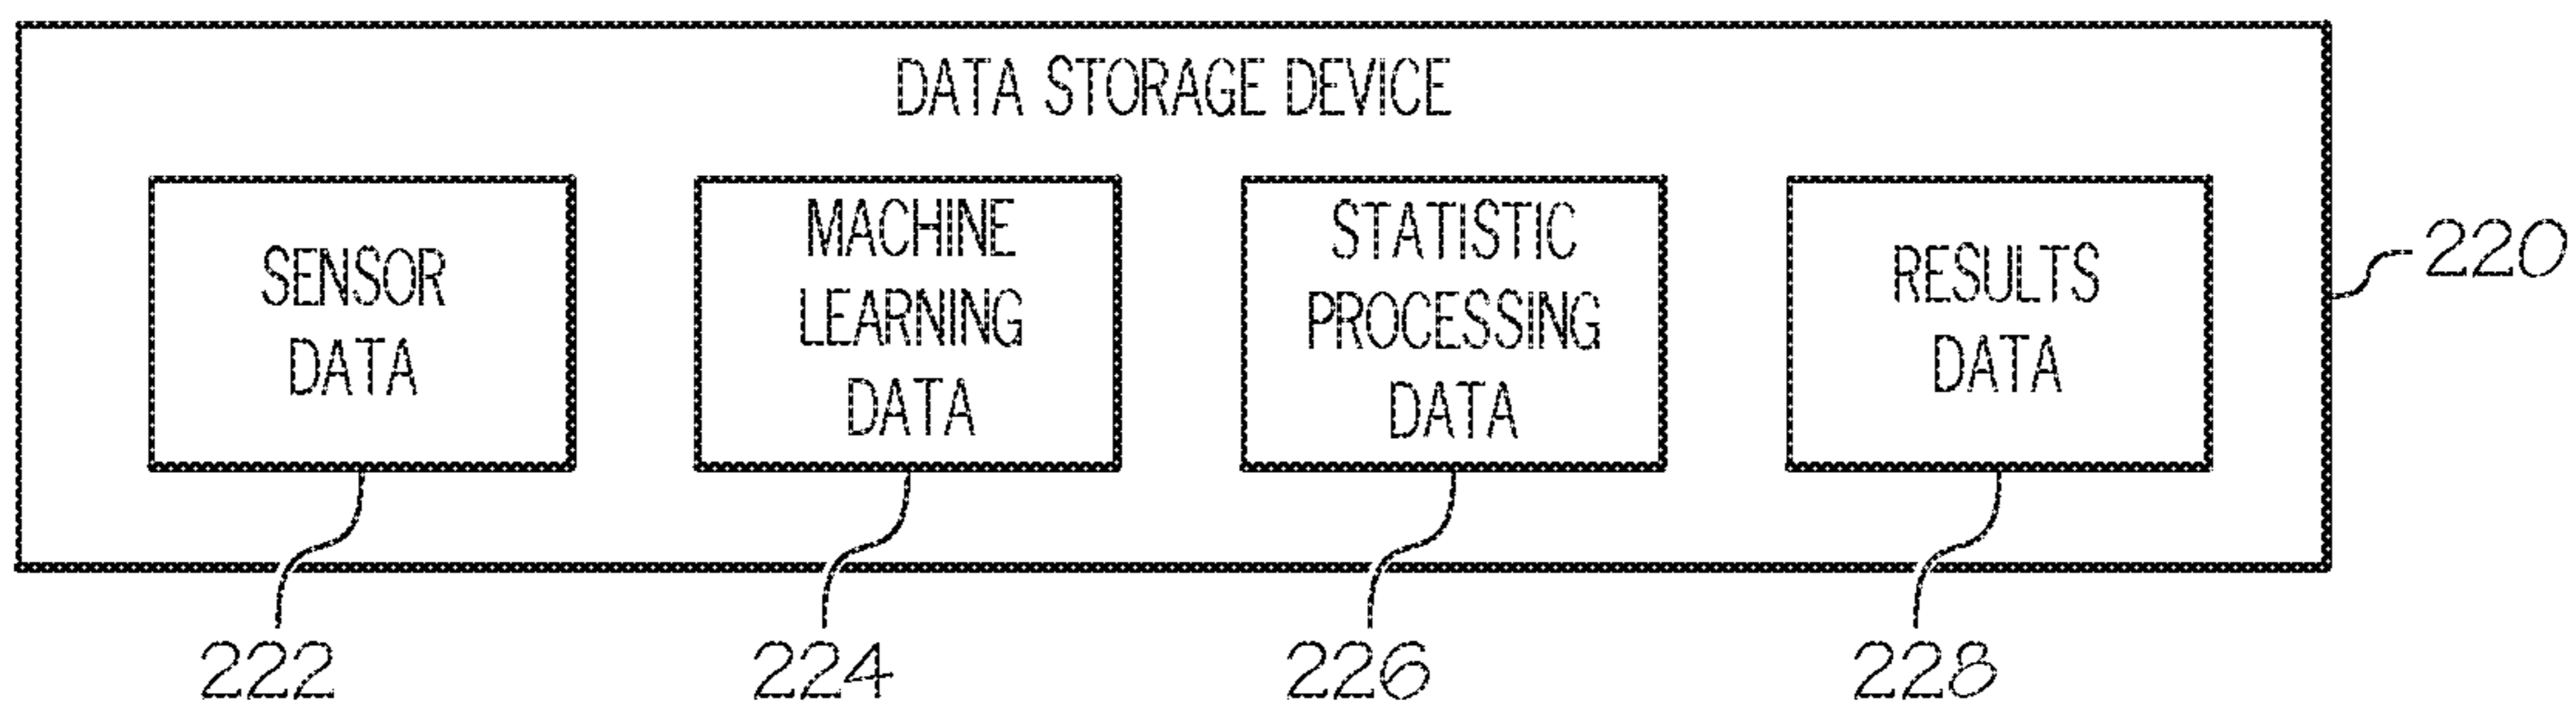 DATA STORAGE DEVICE
SENSOR
DATA
MACHINE
LEARNING
DATA
STATISTIC
PROCESSING
DATA
RESULTS
DATA
220
222
224
226
228